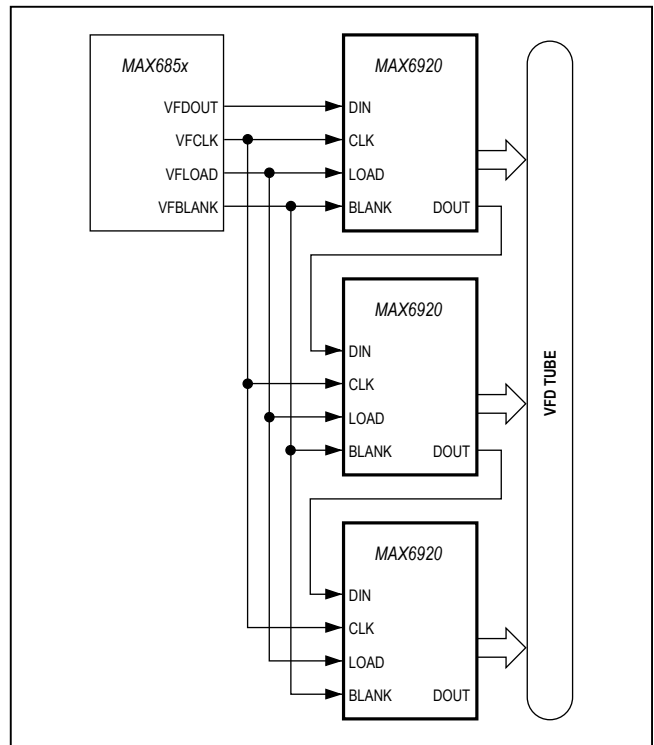 MAX685x
VFDOUT
VFCLK
VFLOAD
VFBLANK
MAX6920
DIN
CLK
LOAD
BLANK DOUT
MAX6920
DIN
CLK
LOAD
BLANK DOUT
MAX6920
DIN
CLK
LOAD
BLANK DOUT
VFD TUBE